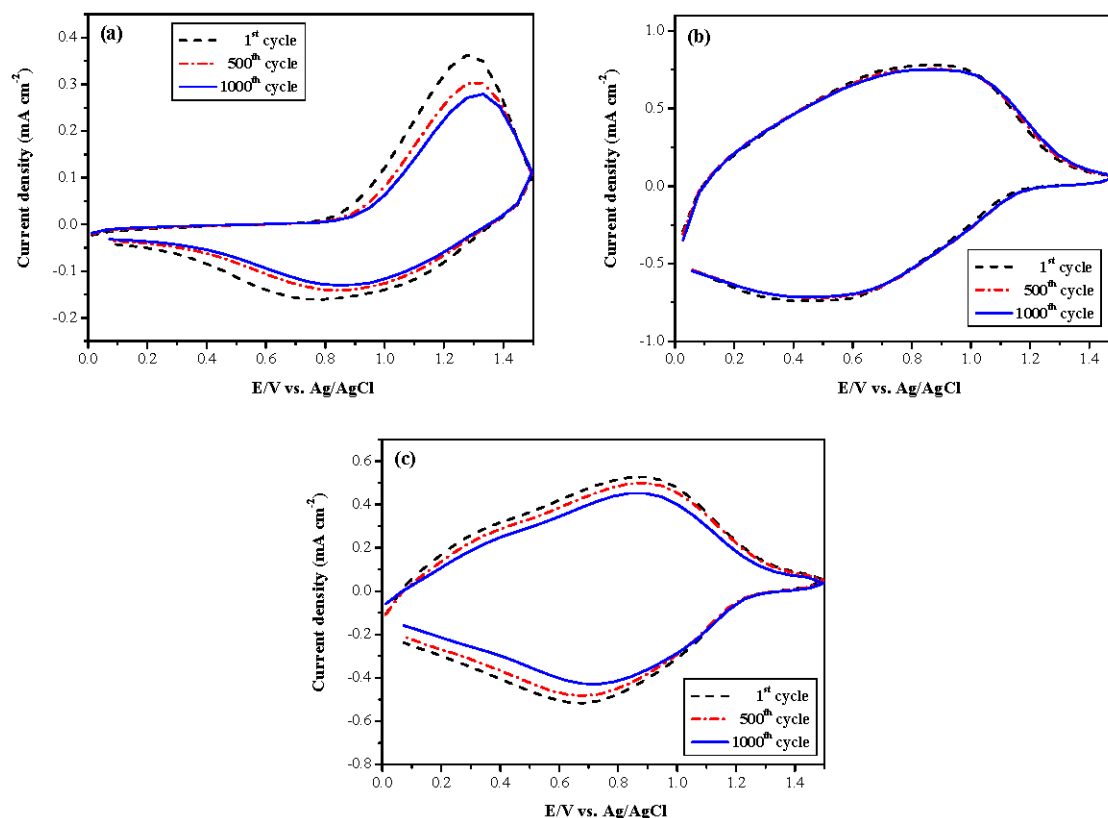 (a)
1st cycle
500th cycle
1000th cycle
0.4
0.3
0.2
0.1
0.0
-0.1
-0.2
Current density (mA cm-2)
0.0 0.2 0.4 0.6 0.8 1.0 1.2 1.4
E/V vs. Ag/AgCl
(b)
1.0
0.5
0.0
-0.5
-1.0
Current density (mA cm-2)
1st cycle
500th cycle
1000th cycle
0.0 0.2 0.4 0.6 0.8 1.0 1.2 1.4
E/V vs. Ag/AgCl
(c)
0.6
0.4
0.2
0.0
-0.2
-0.4
-0.6
-0.8
Current density (mA cm-2)
1st cycle
500th cycle
1000th cycle
0.0 0.2 0.4 0.6 0.8 1.0 1.2 1.4
E/V vs. Ag/AgCl